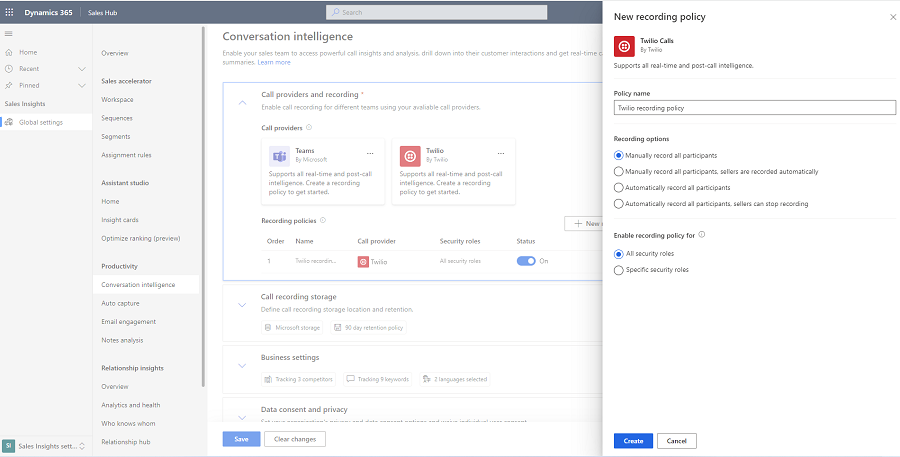 Dynamics 365
Sales Hub
Search
Home
Recent
Pinned
Sales Insights
Global settings
SI
Sales Insights sett...
Overview
Sales accelerator
Workspace
Sequences
Segments
Assignment rules
Assistant studio
Home
Insight cards
Optimize ranking (preview)
Productivity
Conversation intelligence
Auto capture
Email engagement
Notes analysis
Relationship insights
Overview
Analytics and health
Who knows whom
Relationship hub
Conversation intelligence
Enable your sales team to access powerful call insights and analysis, drill down into their customer interactions and get real-time c
summaries. Learn more
Call providers and recording *
Enable call recording for different teams using your avaliable call providers.
Call providers
Teams
By Microsoft
Supports all real-time and post-call
intelligence. Create a recording
policy to get started.
Twilio
By Twilio
Supports all real-time and post-call
intelligence. Create a recording
policy to get started.
Recording policies
New
Order Name Call provider Security roles Status
1 Twilio recordin... Twilio All security roles On
Call recording storage
Define call recording storage location and retention.
Microsoft storage
90 day retention policy
Business settings
Tracking 3 competitors
Tracking 9 keywords
2 languages selected
Data consent and privacy
Save
Clear changes
New recording policy
Twilio Calls
By Twilio
Supports all real-time and post-call intelligence.
Policy name
Twilio recording policy
Recording options
Manually record all participants
Manually record all participants, sellers are recorded automatically
Automatically record all participants
Automatically record all participants, sellers can stop recording
Enable recording policy for
All security roles
Specific security roles
Create
Cancel